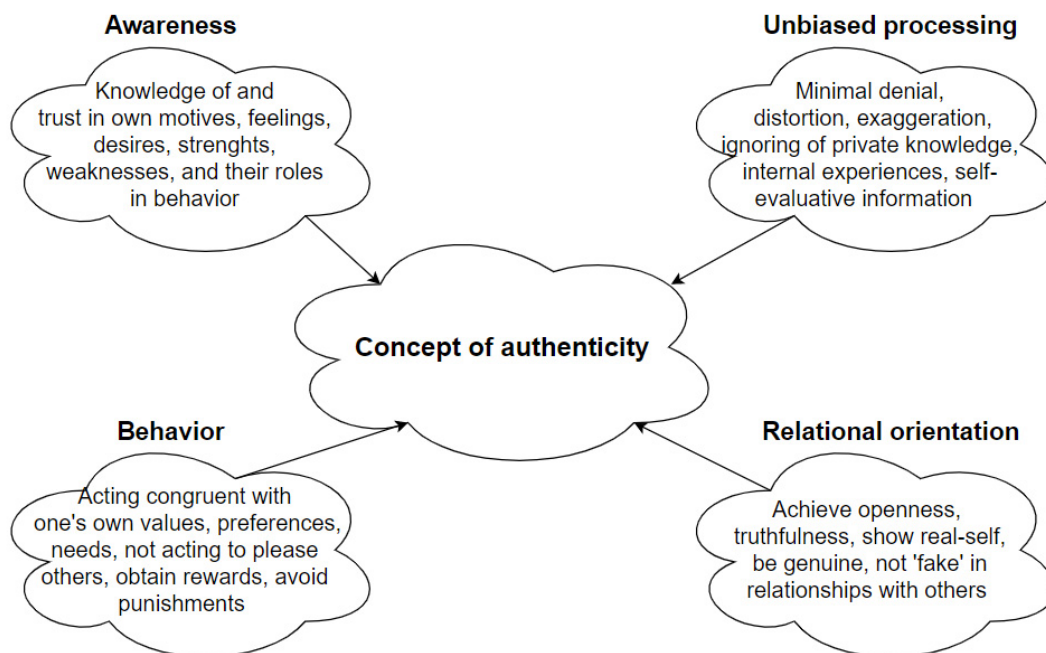 Awareness
Knowledge of and
trust in own motives, feelings,
desires, strenghts,
weaknesses, and their roles
in behavior
Unbiased processing
Minimal denial,
distortion, exaggeration,
ignoring of private knowledge,
internal experiences, self-
evaluative information
Concept of authenticity
Behavior
Acting congruent with
one's own values, preferences,
needs, not acting to please
others, obtain rewards, avoid
punishments
Relational orientation
Achieve openness,
truthfulness, show real-self,
be genuine, not 'fake' in
relationships with others